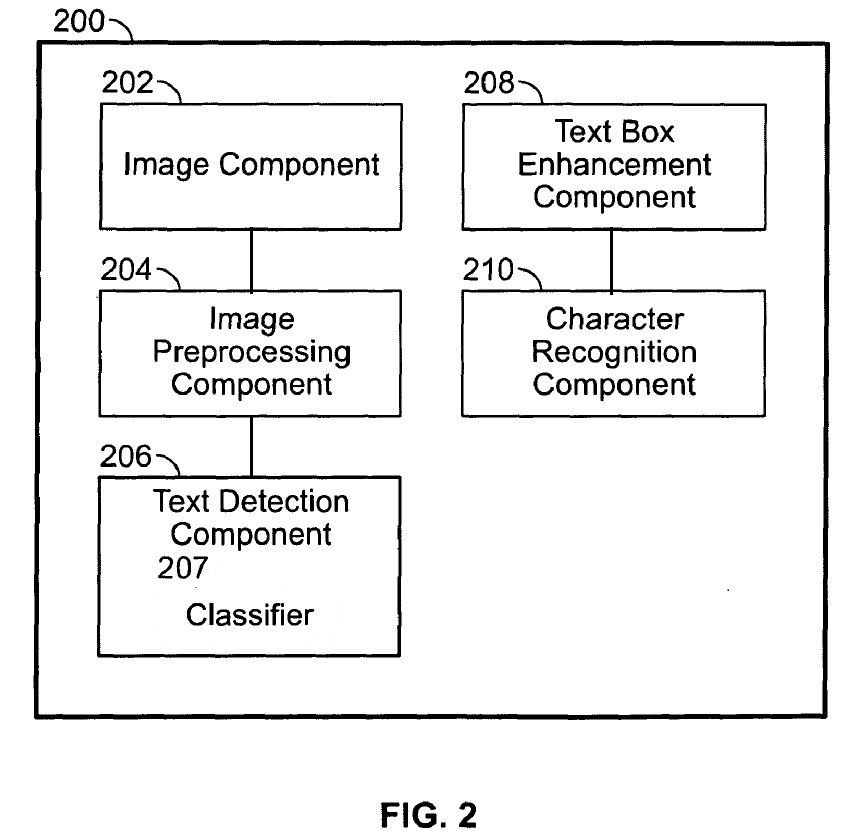 200
202
Image Component
204
Image
Preprocessing
Component
206
Text Detection
Component
207
Classifier
208
Text Box
Enhancement
Component
210
Character
Recognition
Component
FIG. 2